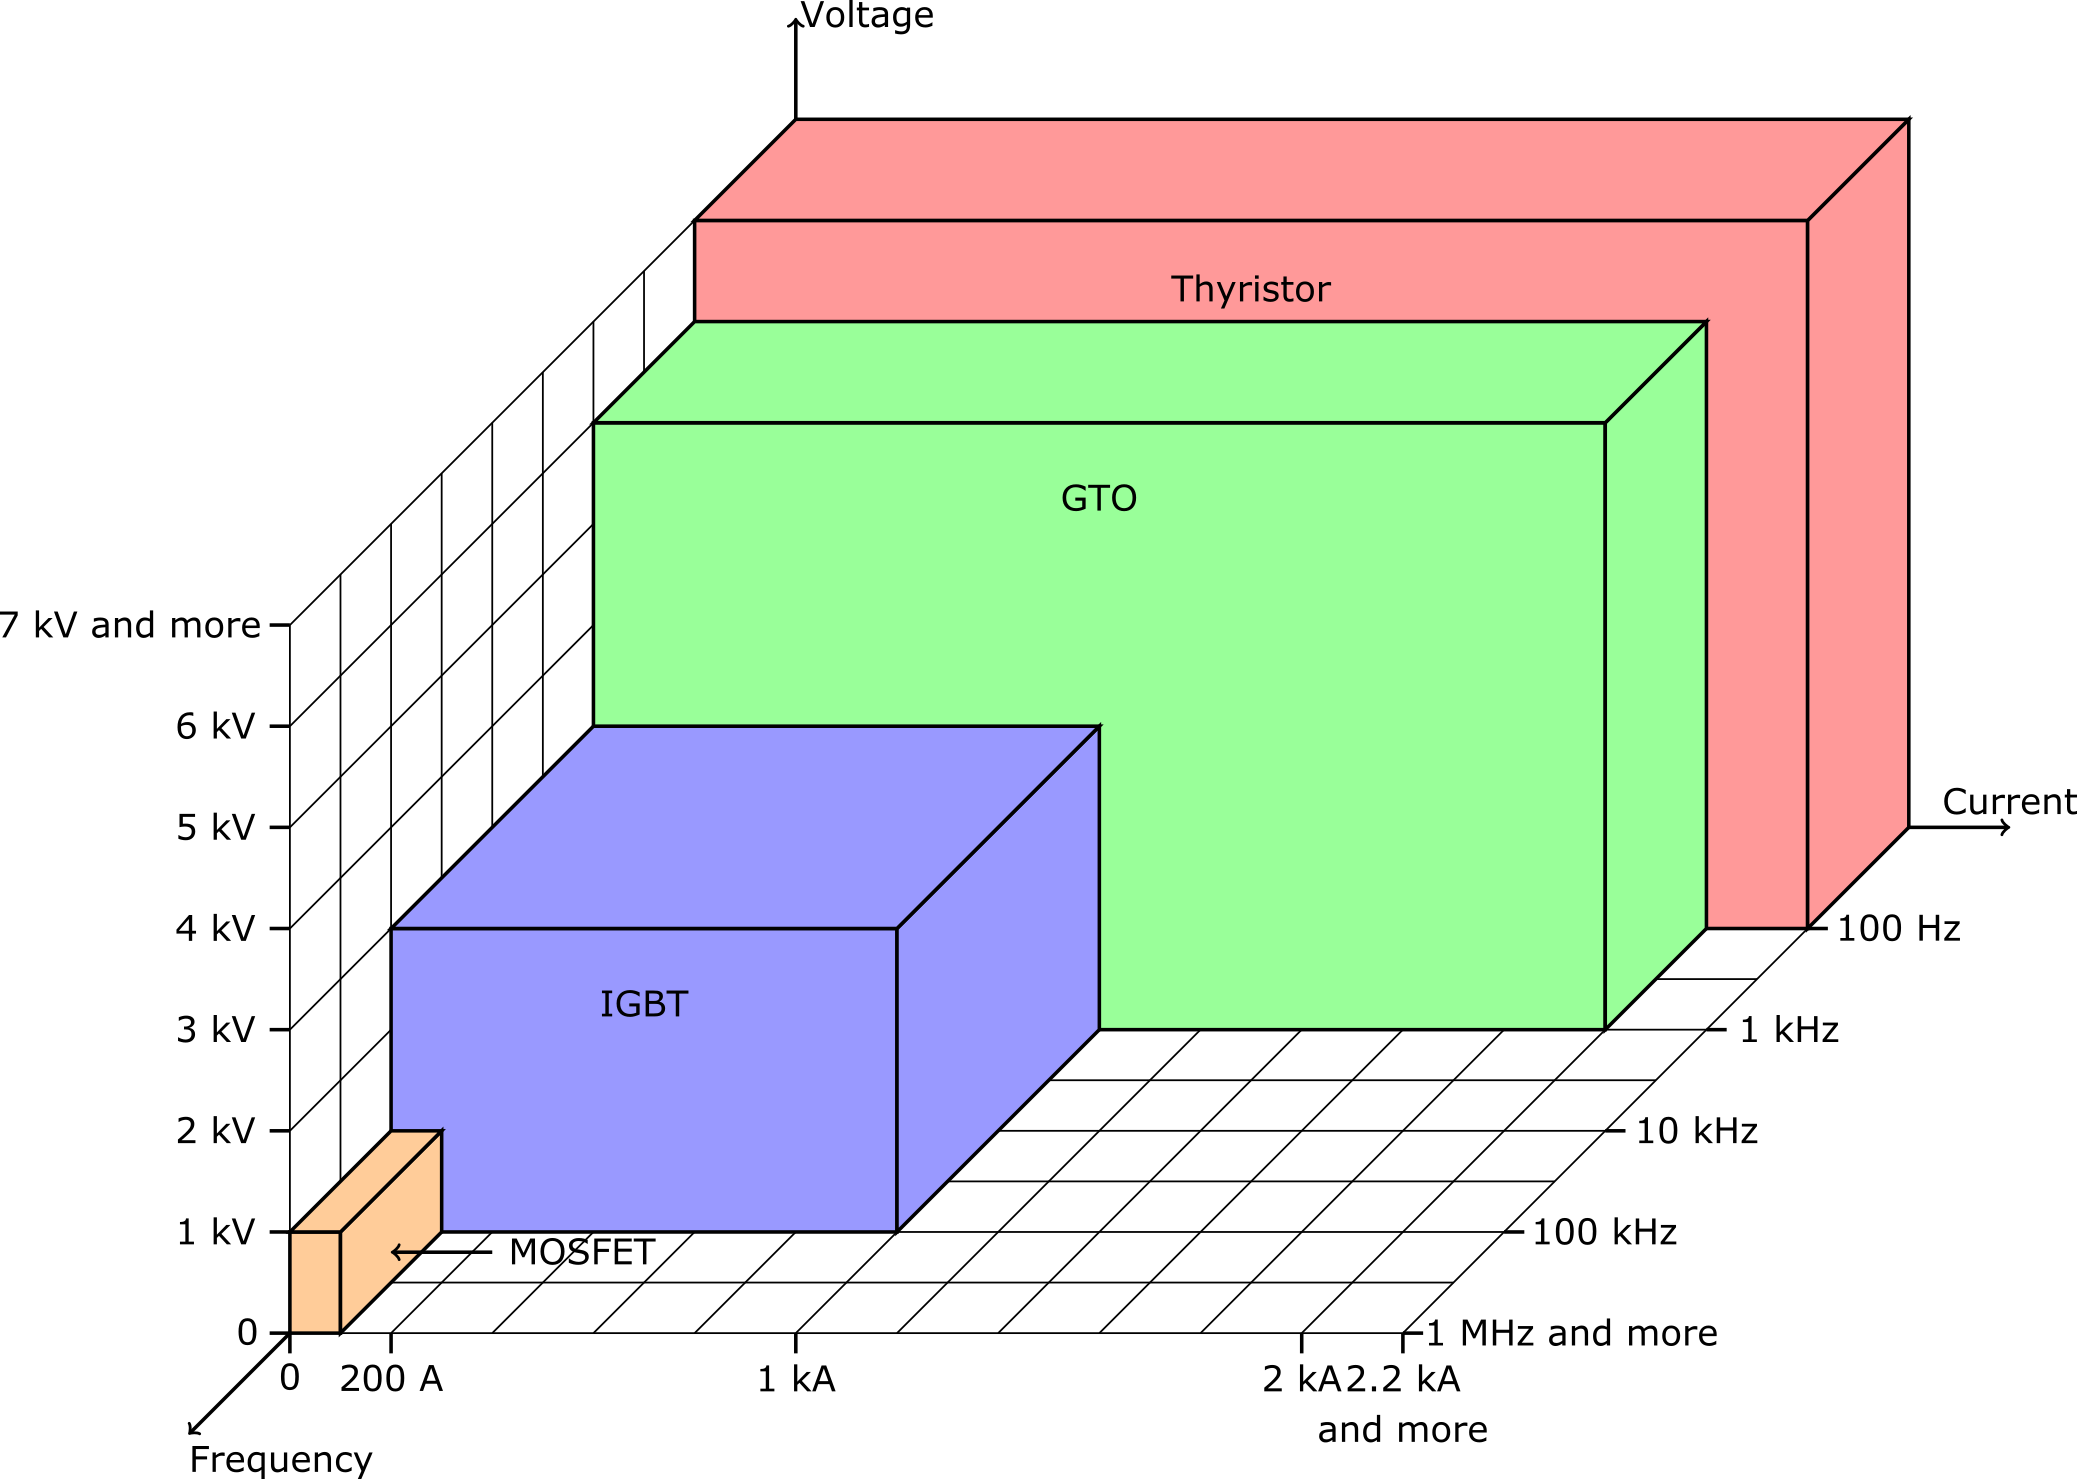 Voltage
Thyristor
GTO
7 kV and more
6 kV
Current
5 kV
4 kV
100 Hz
IGBT
3 kV
1 kHz
2 kV
10 kHz
1 kV
100 kHz
MOSFET
0
1 MHz and more
0
200 A
1 kA
2 kA
2.2 kA
and more
Frequency